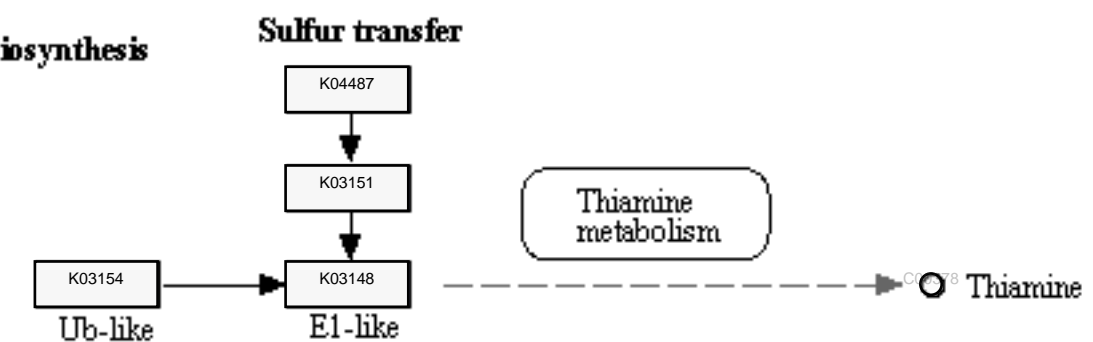 iosynthesis
Sulfur transfer
K04487
K03151
Thiamine
metabolism
K03154
K03148
Thiamine
Ub-like
E1-like